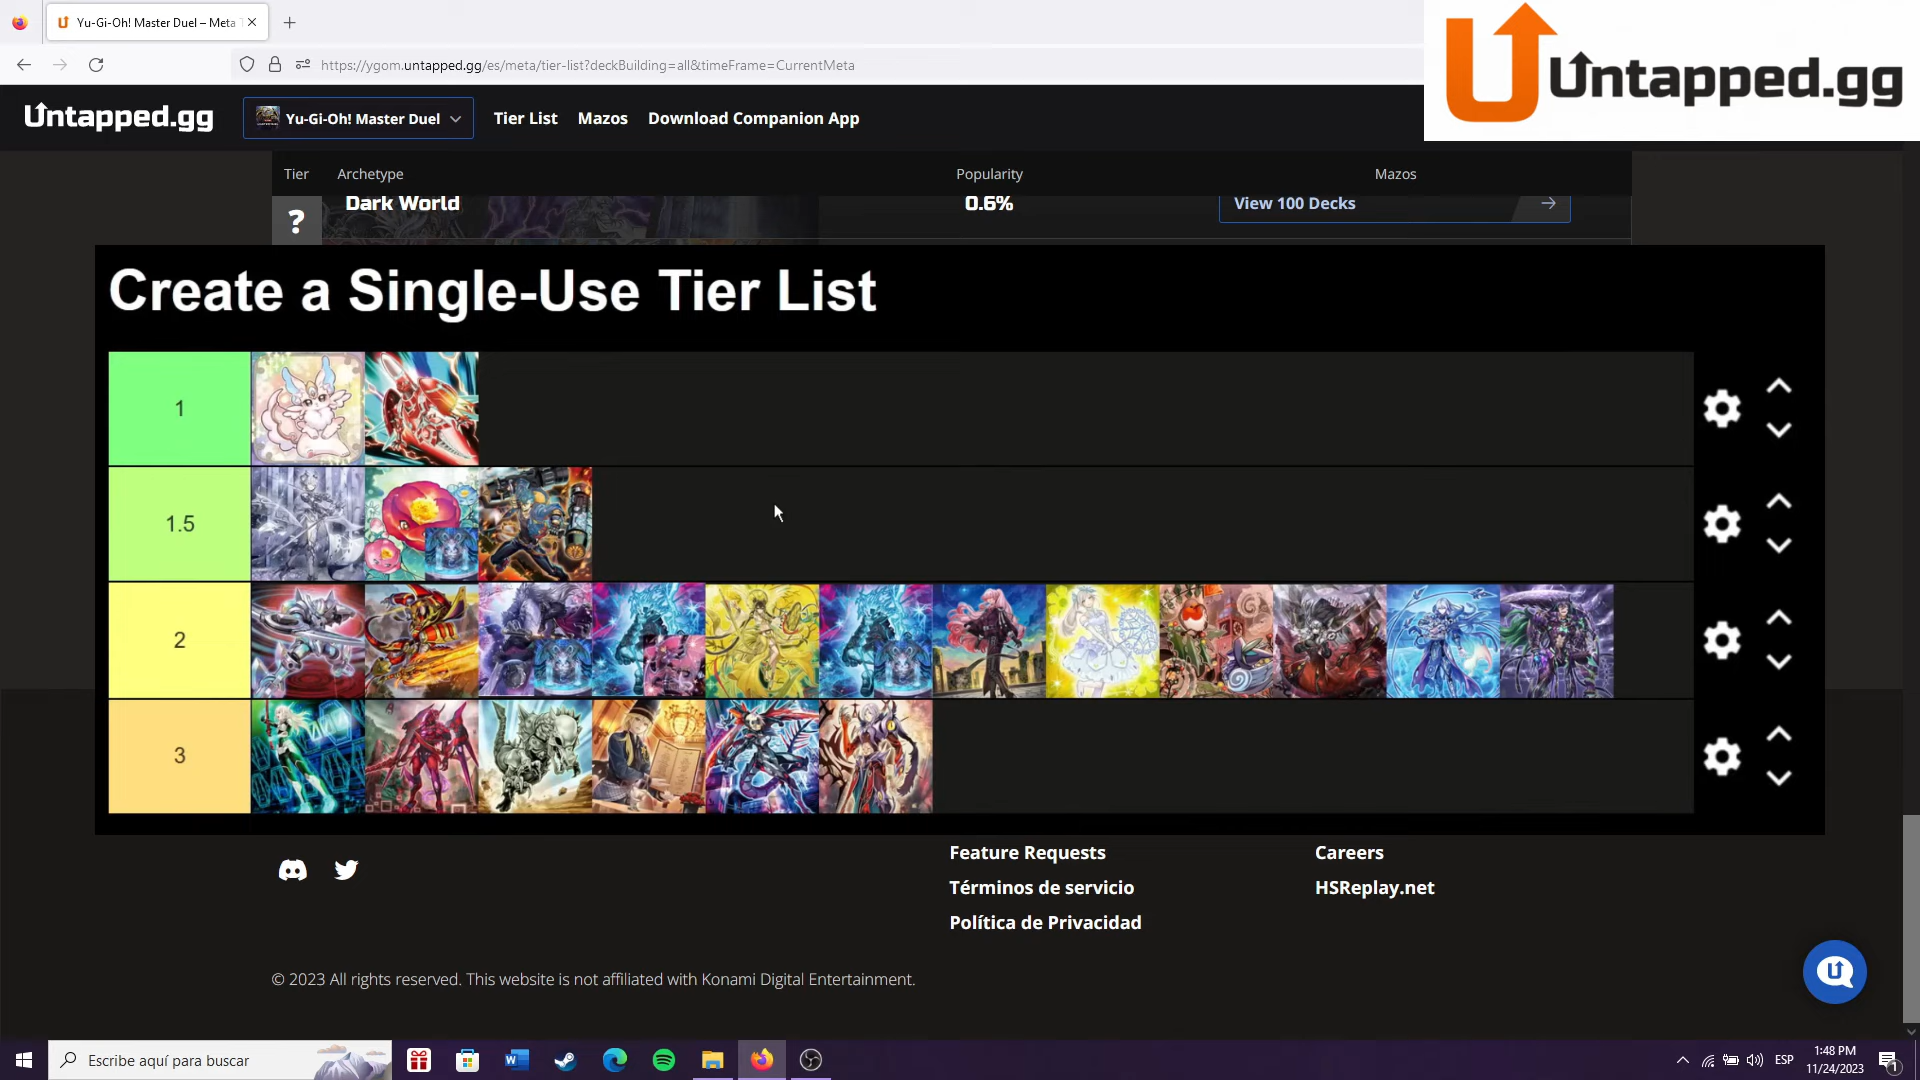 Yu-Gi-Oh! Master Duel – Meta T
https://ygom.untapped.gg/es/meta/tier-list?deckBuilding=all&timeFrame=CurrentMeta
Untapped.gg
Untapped.gg
Yu-Gi-Oh! Master Duel
Tier List
Mazos
Download Companion App
Tier
Archetype
Popularity
Mazos
?
Dark World
0.6%
View 100 Decks
Create a Single-Use Tier List
1
1.5
2
3
Feature Requests
Careers
Términos de servicio
HSReplay.net
Política de Privacidad
© 2023 All rights reserved. This website is not affiliated with Konami Digital Entertainment.
Escribe aquí para buscar
ESP
1:48 PM
11/24/2023
1